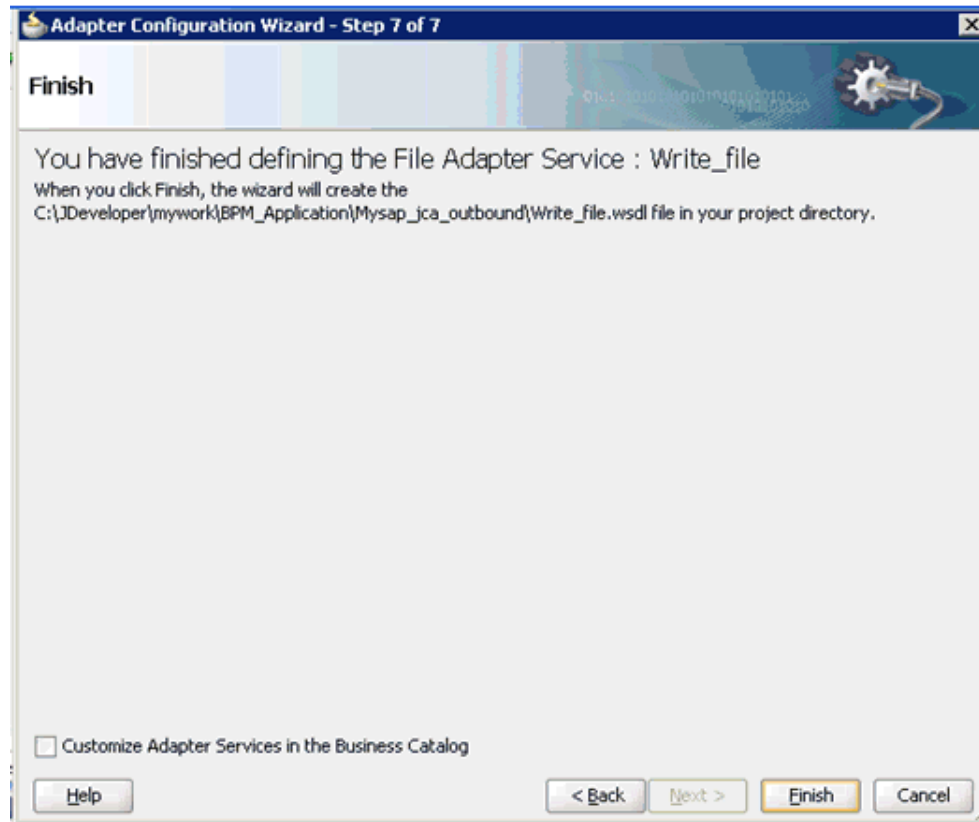 Adapter Configuration Wizard - Step 7 of 7
Finish
You have finished defining the File Adapter Service : Write_file
When you click Finish, the wizard will create the
C:\JDeveloper\mywork\BPM_Application\Mysap_jca_outbound\Write_file.wsdl file in your project directory.
Customize Adapter Services in the Business Catalog
Help
< Back
Next >
Finish
Cancel